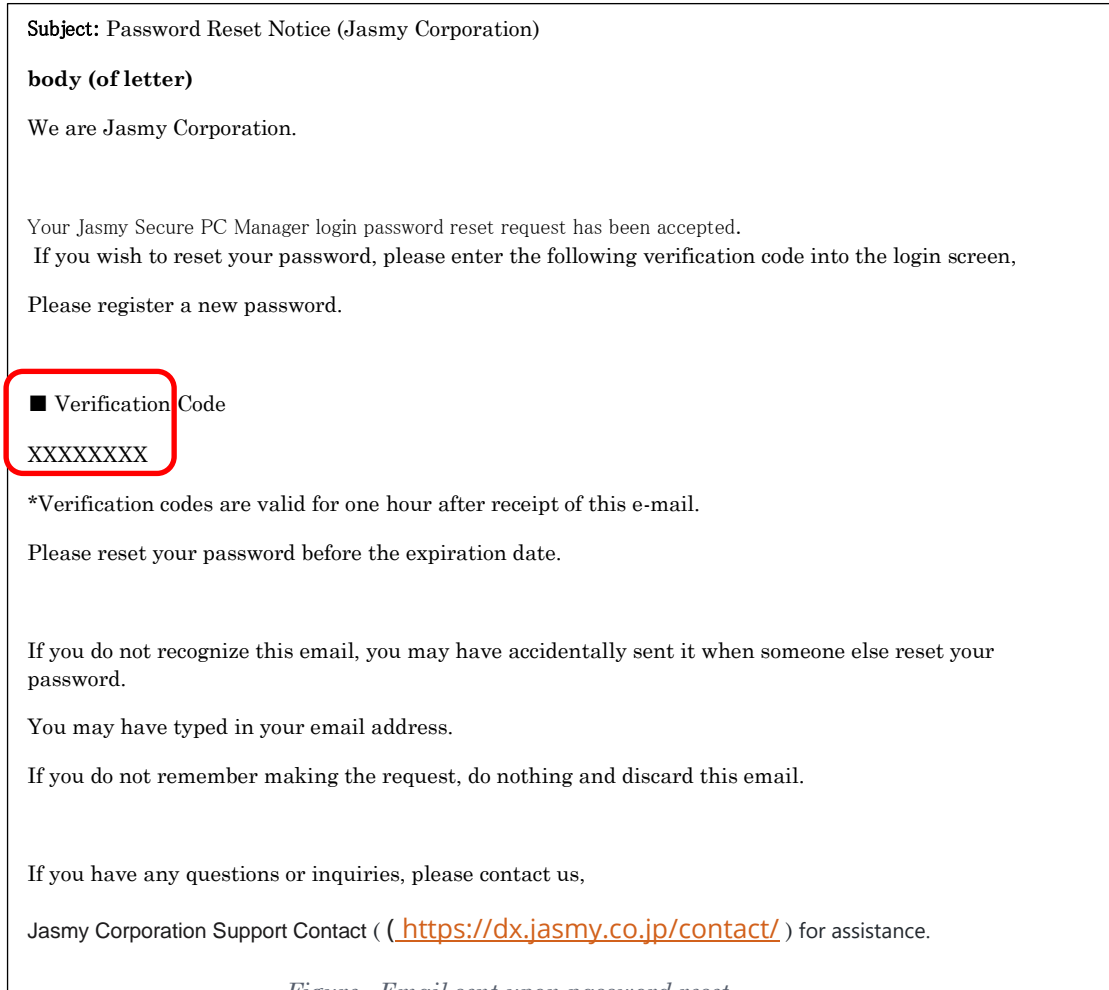 Subject: Password Reset Notice (Jasmy Corporation)
body (of letter)
We are Jasmy Corporation.
Your Jasmy Secure PC Manager login password reset request has been accepted.
If you wish to reset your password, please enter the following verification code into the login screen,
Please register a new password.
■ Verification Code
XXXXXXXX
*Verification codes are valid for one hour after receipt of this e-mail.
Please reset your password before the expiration date.
If you do not recognize this email, you may have accidentally sent it when someone else reset your
password.
You may have typed in your email address.
If you do not remember making the request, do nothing and discard this email.
If you have any questions or inquiries, please contact us,
Jasmy Corporation Support Contact ( ( https://dx.jasmy.co.jp/contact/ ) for assistance.
Figure Email sent upon password reset